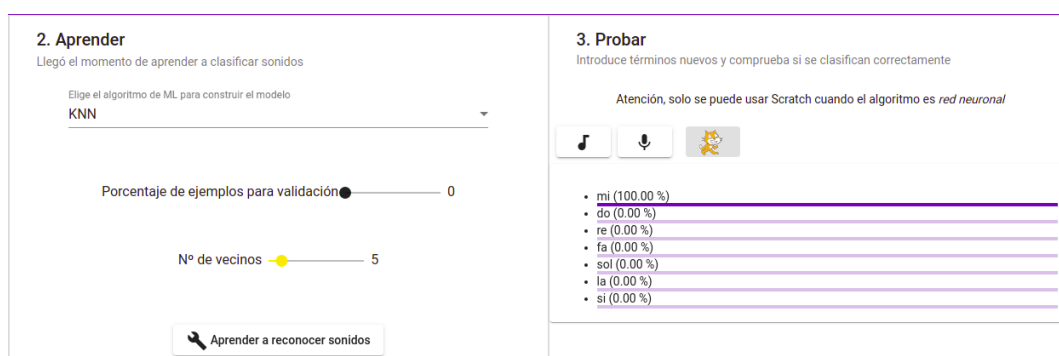 2. Aprender
Llegó el momento de aprender a clasificar sonidos
Elige el algoritmo de ML para construir el modelo
KNN
Porcentaje de ejemplos para validación 0
Nº de vecinos 5
Aprender a reconocer sonidos
3. Probar
Introduce términos nuevos y comprueba si se clasifican correctamente
Atención, solo se puede usar Scratch cuando el algoritmo es red neuronal
mi (100.00 %)
do (0.00 %)
re (0.00 %)
fa (0.00 %)
sol (0.00 %)
la (0.00 %)
si (0.00 %)